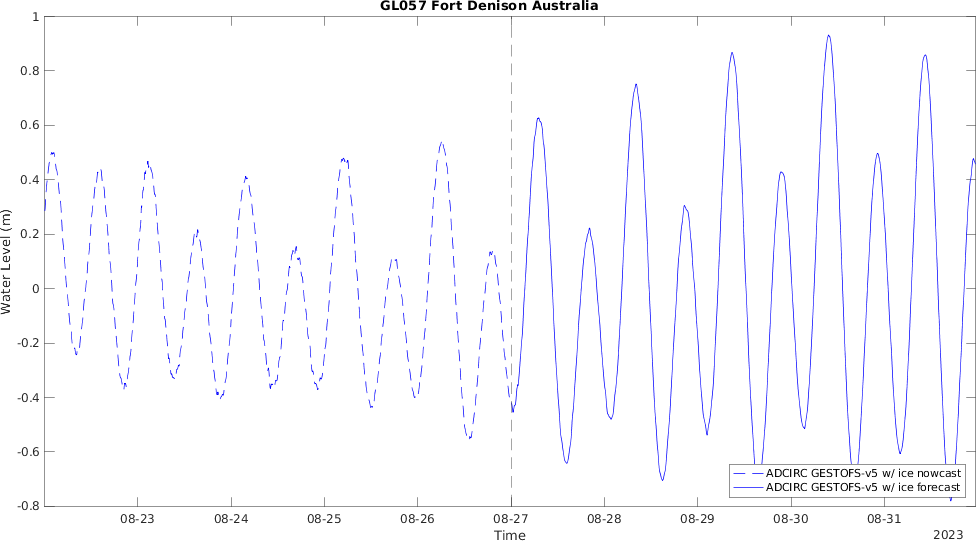 GL057 Fort Denison Australia
1
0.8
0.6
0.4
0.2
0
-0.2
-0.4
-0.6
-0.8
Water Level (m)
ADCIRC GESTOFS-v5 w/ ice nowcast
ADCIRC GESTOFS-v5 w/ ice forecast
08-23 08-24 08-25 08-26 08-27 08-28 08-29 08-30 08-31
Time
2023